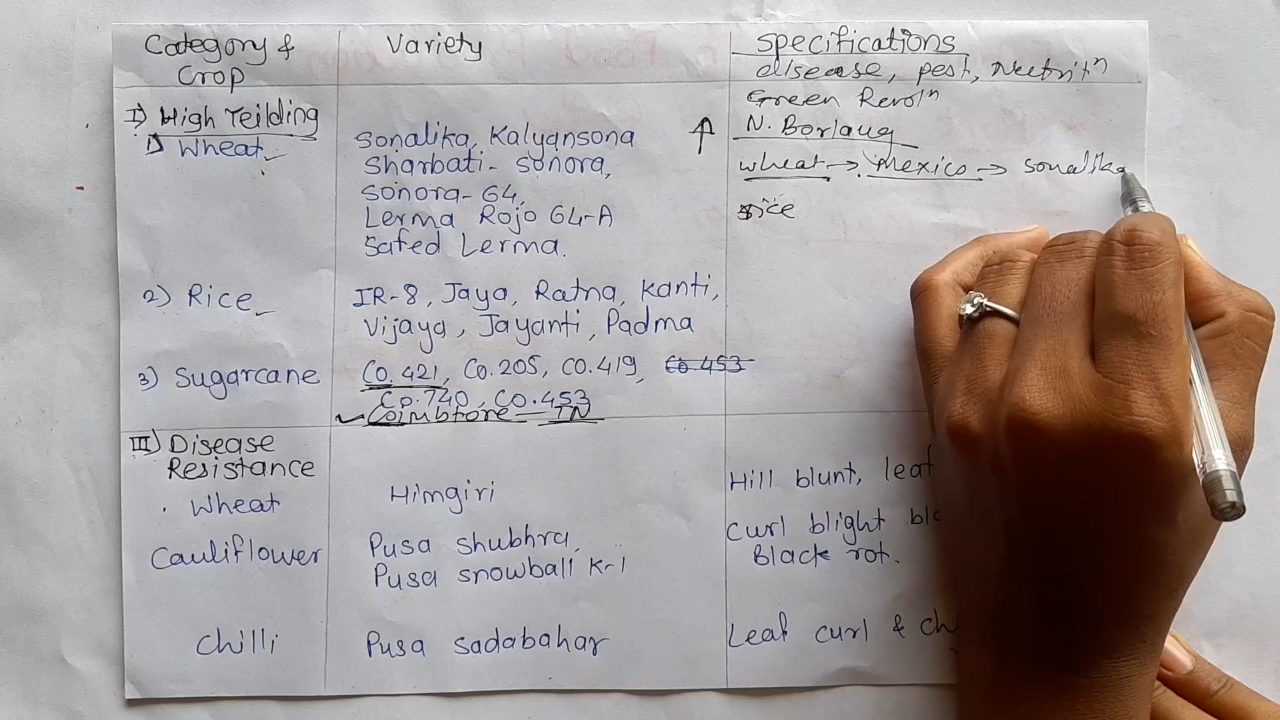 Category &
Crop
Variety
Specifications
disease, pest, Nutritⁿ
Green Revolⁿ
I) High Yeilding
N. Borlaug
1) Wheat
Sonalika, Kalyansona
Sharbati-sonora,
Sonora-64,
Lerma Rojo 64-A
Safed Lerma.
↑
wheat → Mexico → sonalika
rice
2) Rice
IR-8, Jaya, Ratna, Kanti,
Vijaya, Jayanti, Padma
3) Sugarcane
Co. 421, Co.205, CO.419, Co 453
Co.740, CO.453
Coimbtore - TN
III) Disease
Resistance
Wheat
Himgiri
Hill blunt, leaf
Cauliflower
Pusa shubhra,
Pusa snowball K-1
Curl blight blc
Black rot.
Chilli
Pusa sadabahar
Leaf curl & ch